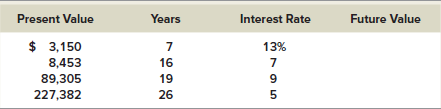 Present Value Years Interest Rate Future Value
$ 3,150 7 13%
8,453 16 7
89,305 19 9
227,382 26 5